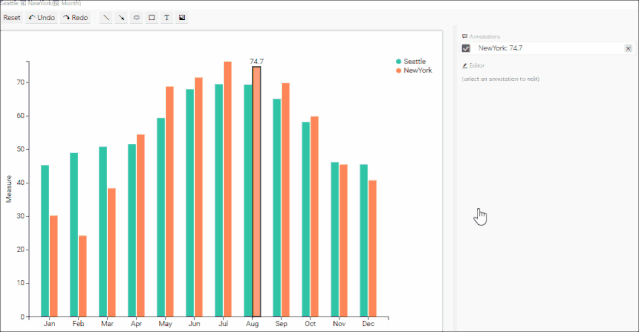 Seattle 와 NewYork(월 Month)
Reset Undo Redo T
Annotations
NewYork: 74.7
Editor
(select an annotation to edit)
74.7
Seattle
NewYork
Measure
70
60
50
40
30
20
10
0
Jan Feb Mar Apr May Jun Jul Aug Sep Oct Nov Dec